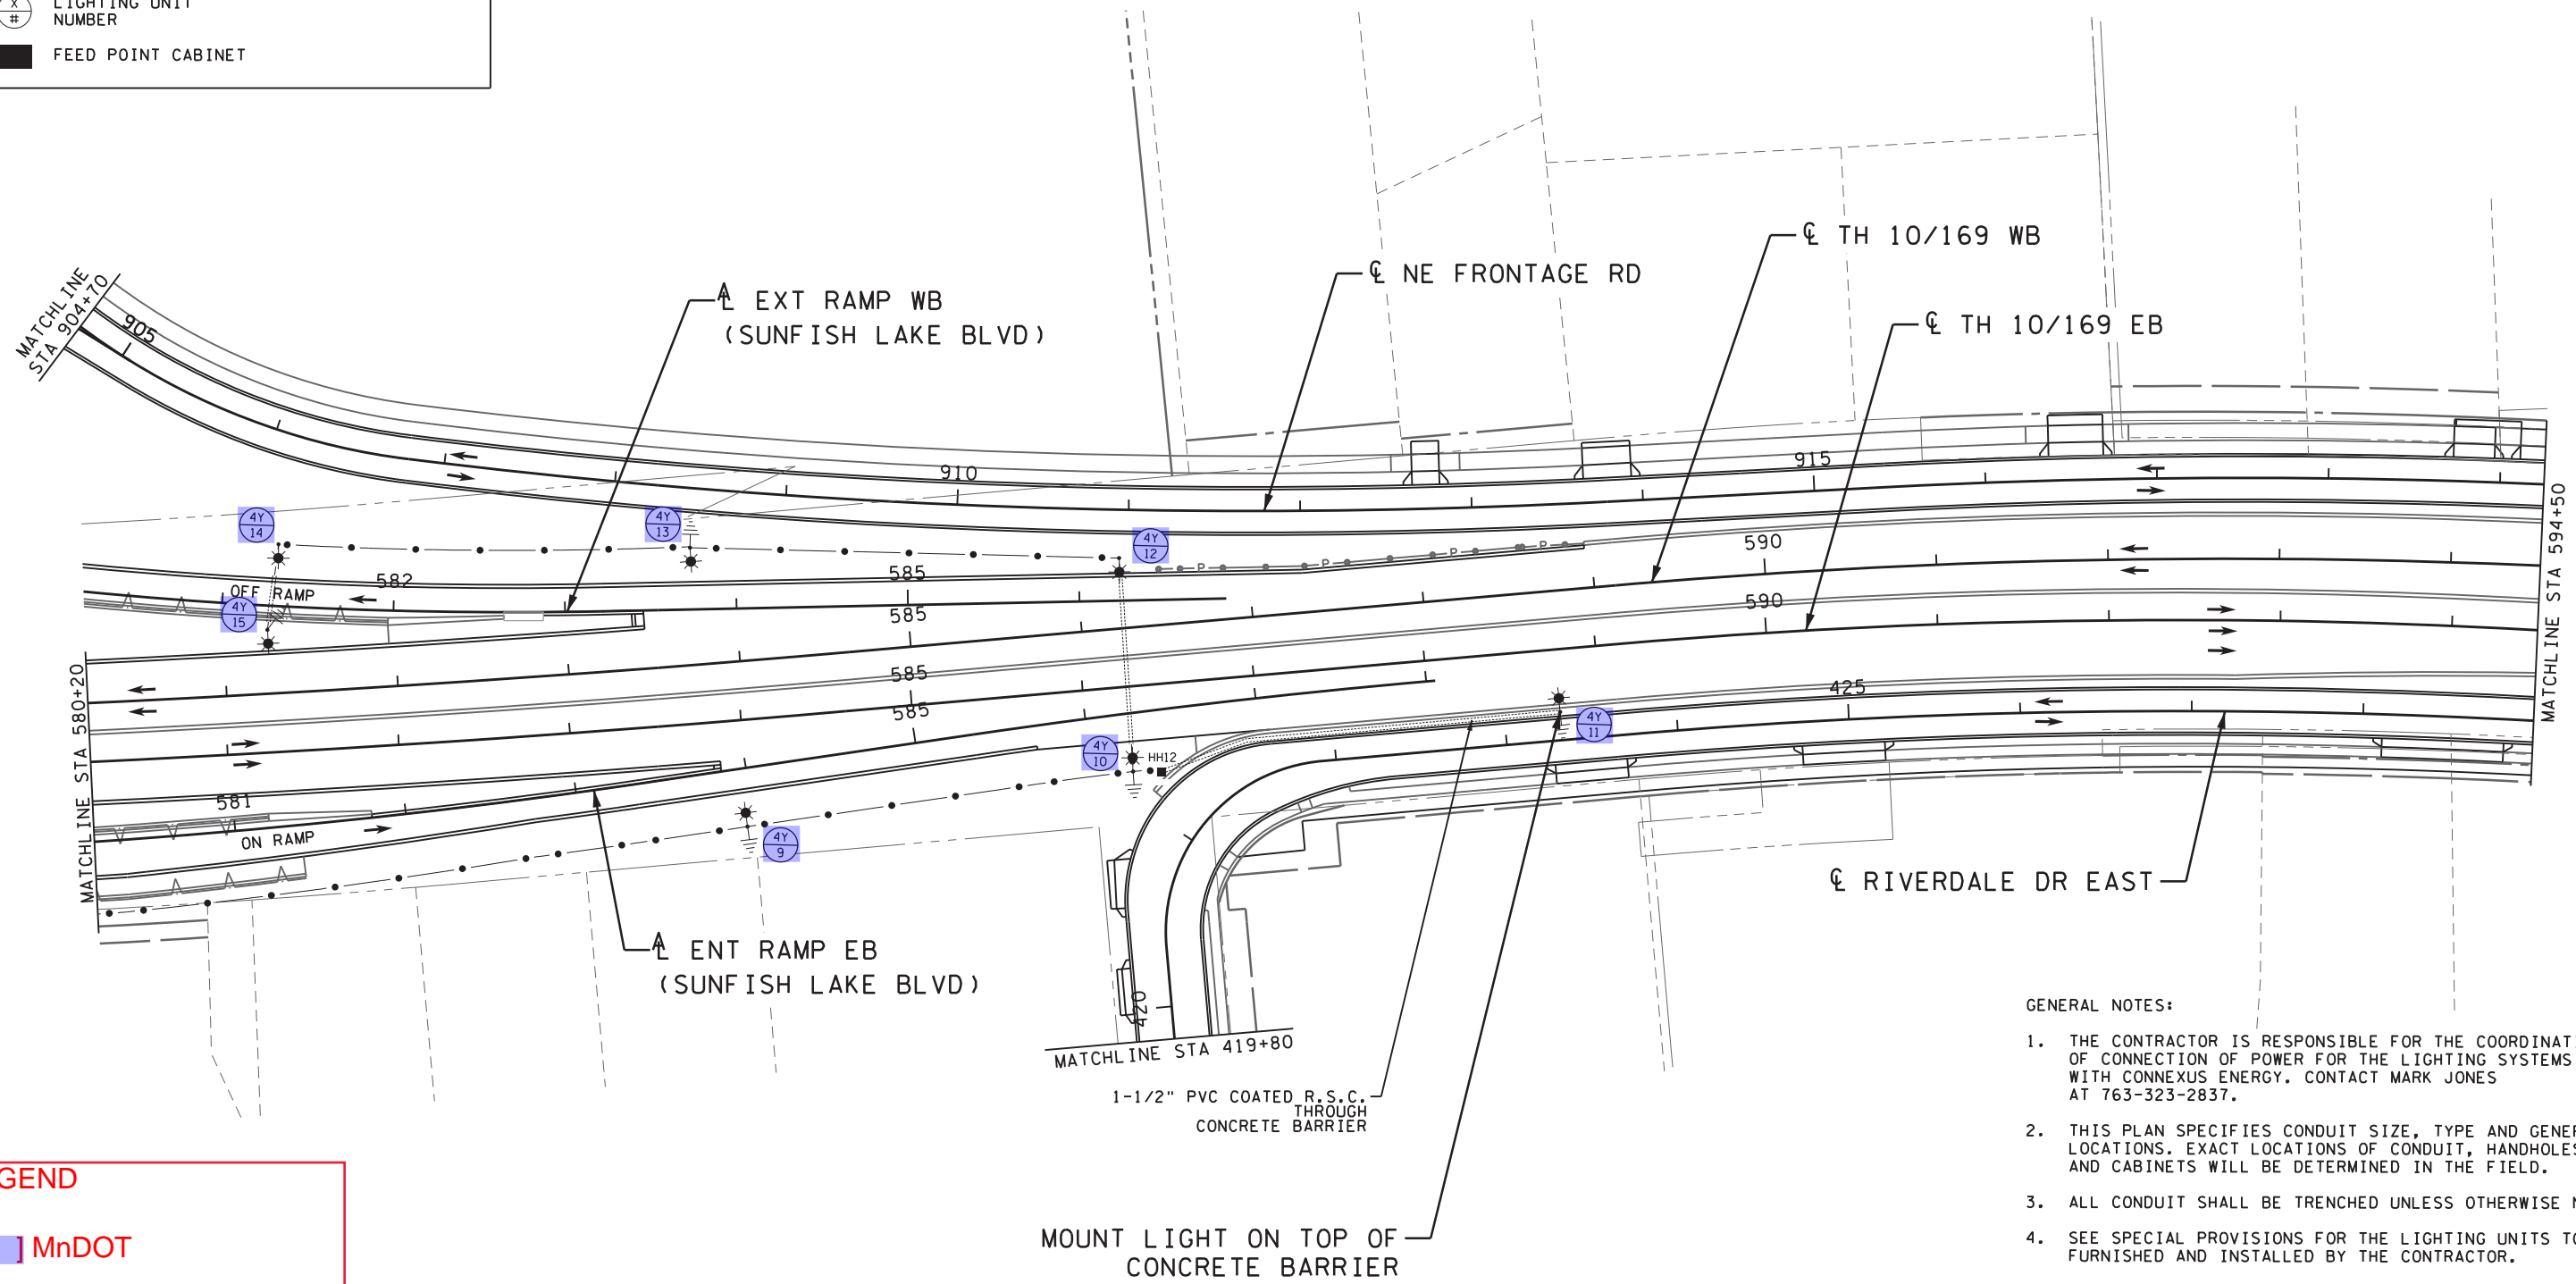 X
#
LIGHTING UNIT
NUMBER
FEED POINT CABINET
℄ TH 10/169 WB
℄ NE FRONTAGE RD
EXT RAMP WB
(SUNFISH LAKE BLVD)
℄ TH 10/169 EB
MATCHLINE
STA 904+70
905
910
915
MATCHLINE STA 594+50
4Y
14
4Y
13
4Y
12
P
P
P
P
590
582
585
OFF RAMP
4Y
15
585
590
585
425
585
MATCHLINE STA 580+20
4Y
11
4Y
10
HH12
581
ON RAMP
4Y
9
F
℄ RIVERDALE DR EAST
ENT RAMP EB
(SUNFISH LAKE BLVD)
420
MATCHLINE STA 419+80
1-1/2" PVC COATED R.S.C.
THROUGH
CONCRETE BARRIER
MOUNT LIGHT ON TOP OF
CONCRETE BARRIER
GENERAL NOTES:
1. THE CONTRACTOR IS RESPONSIBLE FOR THE COORDINATI
OF CONNECTION OF POWER FOR THE LIGHTING SYSTEMS
WITH CONNEXUS ENERGY. CONTACT MARK JONES
AT 763-323-2837.
2. THIS PLAN SPECIFIES CONDUIT SIZE, TYPE AND GENER
LOCATIONS. EXACT LOCATIONS OF CONDUIT, HANDHOLES
AND CABINETS WILL BE DETERMINED IN THE FIELD.
3. ALL CONDUIT SHALL BE TRENCHED UNLESS OTHERWISE N
4. SEE SPECIAL PROVISIONS FOR THE LIGHTING UNITS TO
FURNISHED AND INSTALLED BY THE CONTRACTOR.
GEND
] MnDOT